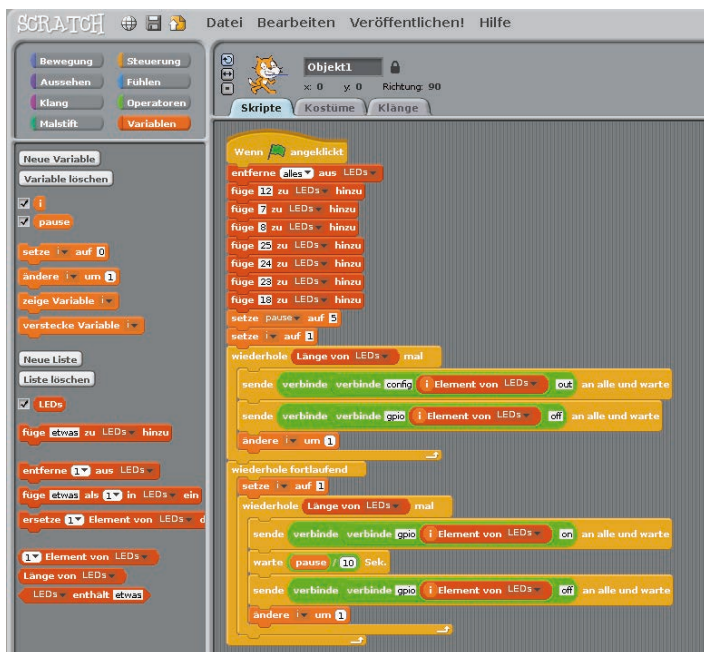 SCRATCH Datei Bearbeiten Veröffentlichen! Hilfe
Bewegung Steuerung
Aussehen Fühlen
Klang Operatoren
Malstift Variablen
Neue Variable
Variable löschen
i
pause
setze i auf 0
ändere i um 1
zeige Variable i
verstecke Variable i
Neue Liste
Liste löschen
LEDs
füge etwas zu LEDs hinzu
entferne 1 aus LEDs
füge etwas als 1 in LEDs ein
ersetze 1 Element von LEDs d
1 Element von LEDs
Länge von LEDs
LEDs enthält etwas
Objekt1
x: 0 y: 0 Richtung: 90
Skripte Kostüme Klänge
Wenn angeklickt
entferne alles aus LEDs
füge 12 zu LEDs hinzu
füge 7 zu LEDs hinzu
füge 8 zu LEDs hinzu
füge 25 zu LEDs hinzu
füge 24 zu LEDs hinzu
füge 23 zu LEDs hinzu
füge 18 zu LEDs hinzu
setze pause auf 5
setze i auf 1
wiederhole Länge von LEDs mal
sende verbinde verbinde config i Element von LEDs out an alle und warte
sende verbinde verbinde gpio i Element von LEDs off an alle und warte
ändere i um 1
wiederhole fortlaufend
setze i auf 1
wiederhole Länge von LEDs mal
sende verbinde verbinde gpio i Element von LEDs on an alle und warte
warte pause / 10 Sek.
sende verbinde verbinde gpio i Element von LEDs off an alle und warte
ändere i um 1